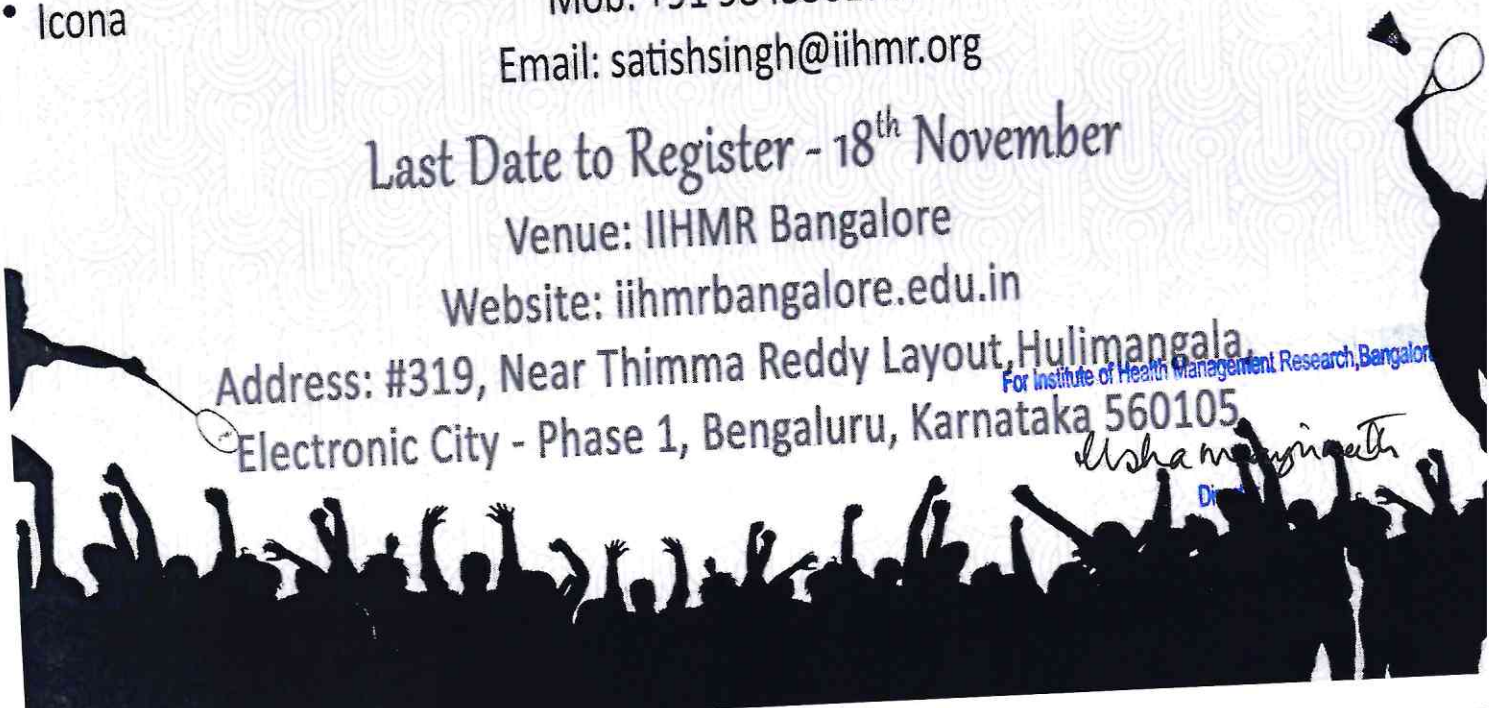 • Icona
Email: satishsingh@iihmr.org
Last Date to Register - 18th November
Venue: IIHMR Bangalore
Website: iihmrbangalore.edu.in
Address: #319, Near Thimma Reddy Layout,Hulimangala,
For Institute of Health Management Research,Bangalore
Electronic City - Phase 1, Bengaluru, Karnataka 560105